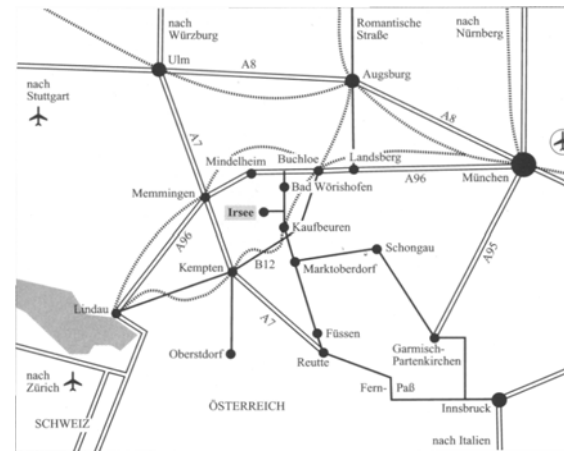 nach
Würzburg
Romantische
Straße
nach
Nürnberg
Ulm
A8
Augsburg
nach
Stuttgart
A8
A7
Mindelheim
Buchloe
Landsberg
A96
München
Memmingen
Bad Wörishofen
Irsee
Kaufbeuren
A96
Kempten
B12
Marktoberdorf
Schongau
A95
Lindau
A7
Füssen
Oberstdorf
Reutte
Garmisch-
Partenkirchen
nach
Zürich
Fern-
Paß
ÖSTERREICH
Innsbruck
SCHWEIZ
nach Italien